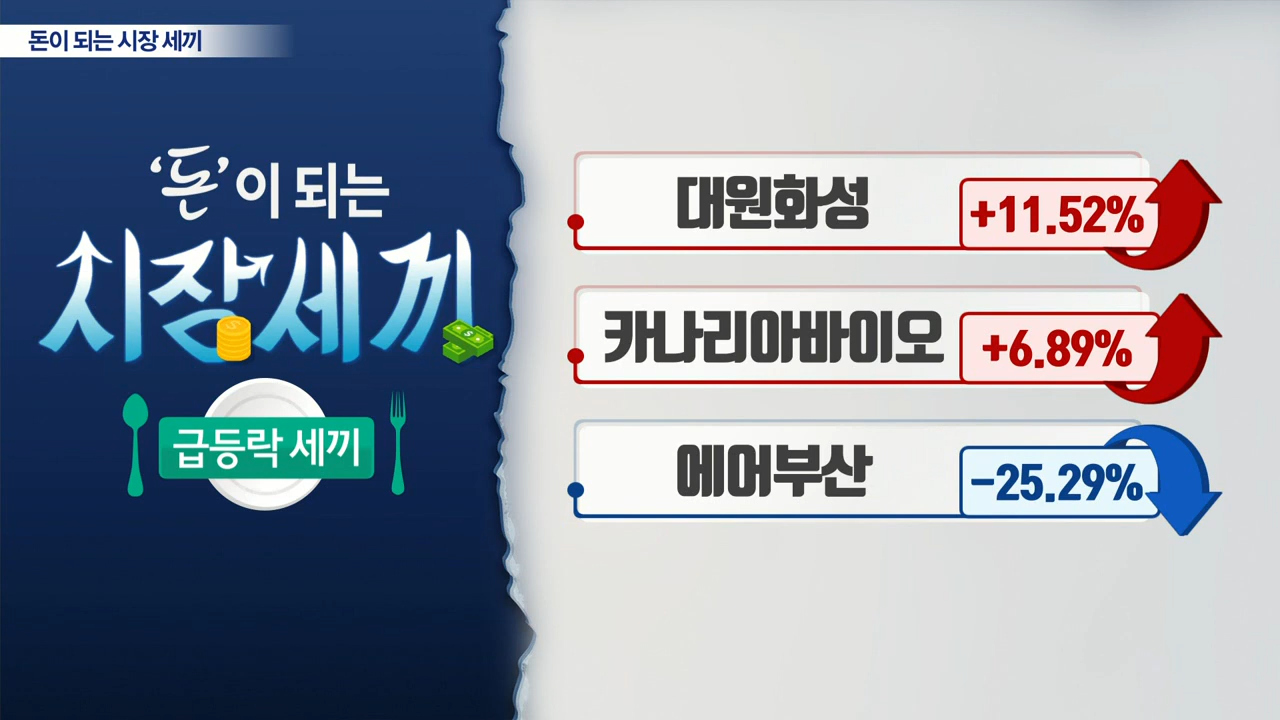 돈이 되는 시장 세끼
‘돈’이 되는
시장세끼
급등락 세끼
대원화성
+11.52%
카나리아바이오
+6.89%
에어부산
-25.29%